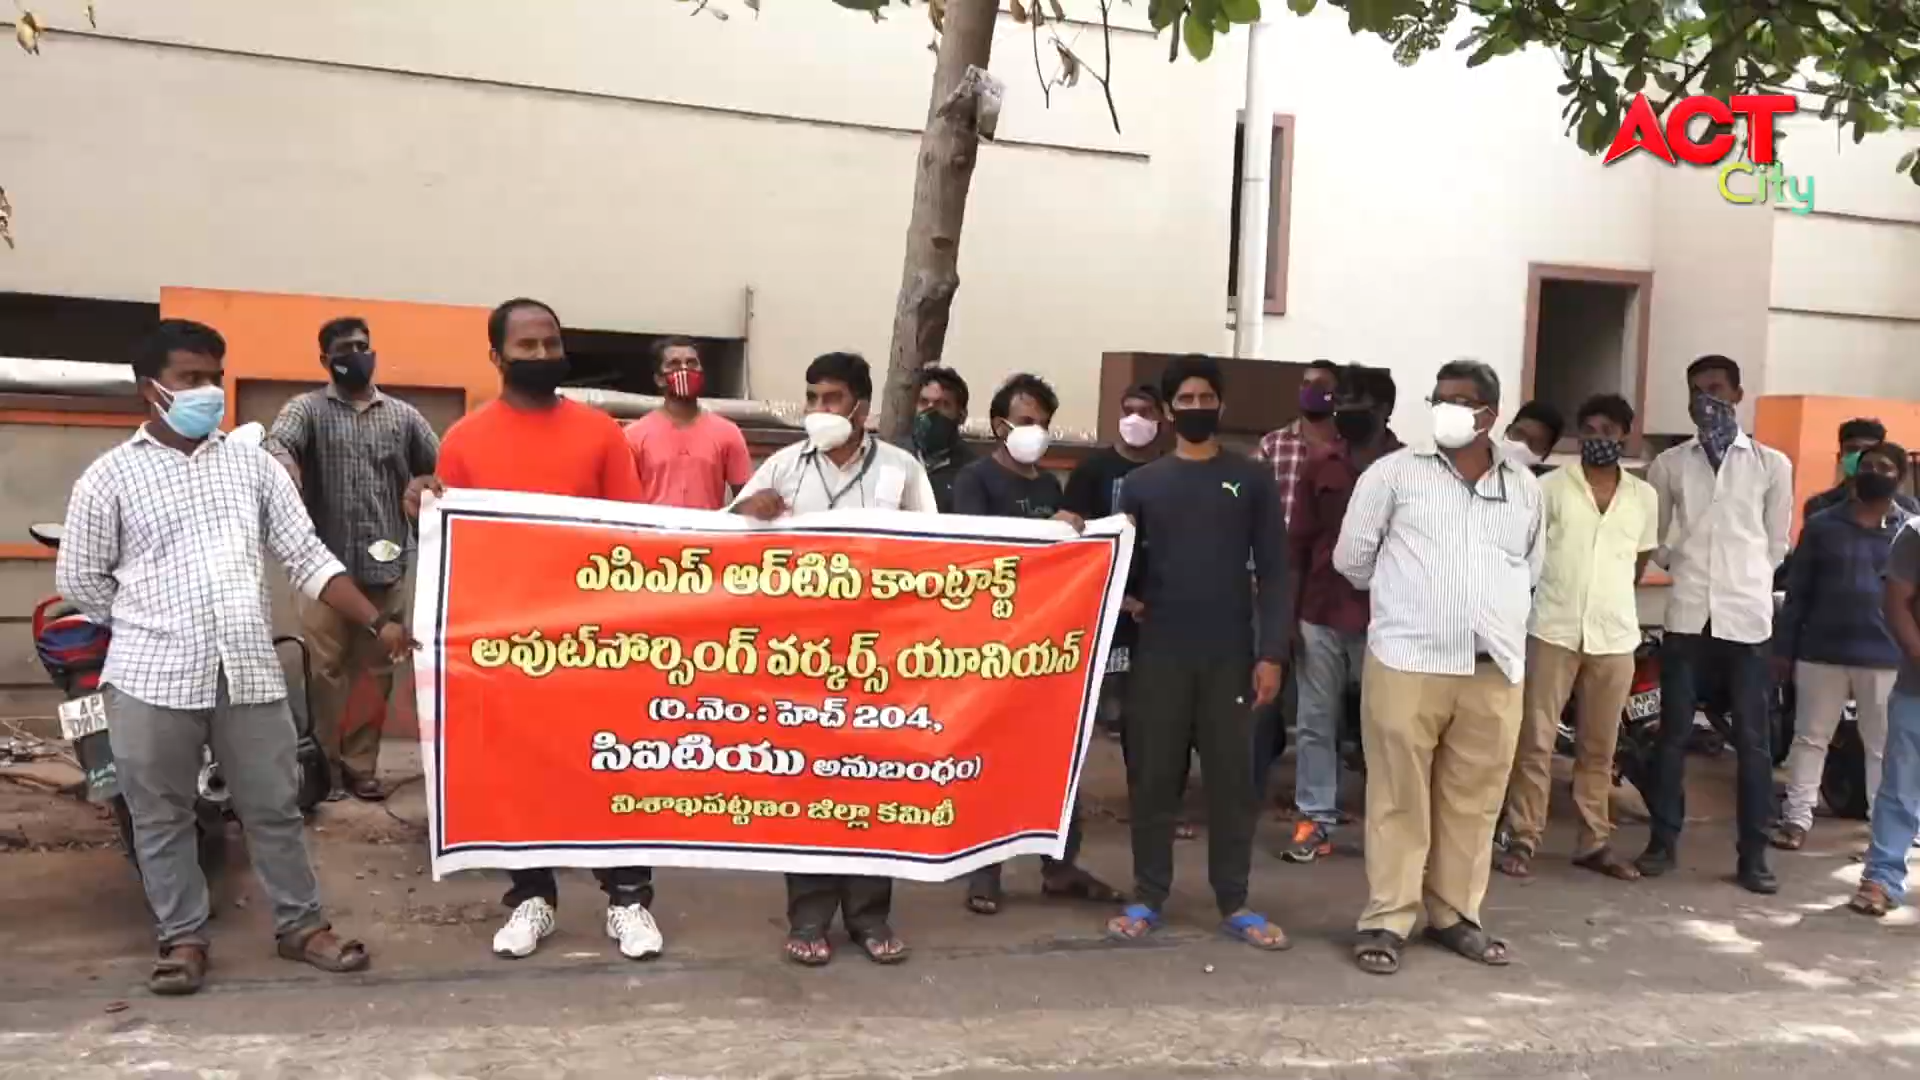 ACT
City
ఎపిఎస్ ఆర్‌టిసి కాంట్రాక్ట్
అవుట్‌సోర్సింగ్ వర్కర్స్ యూనియన్
(రి.నెం : హెచ్ 204,
సిఐటియు అనుబంధం)
విశాఖపట్టణం జిల్లా కమిటీ